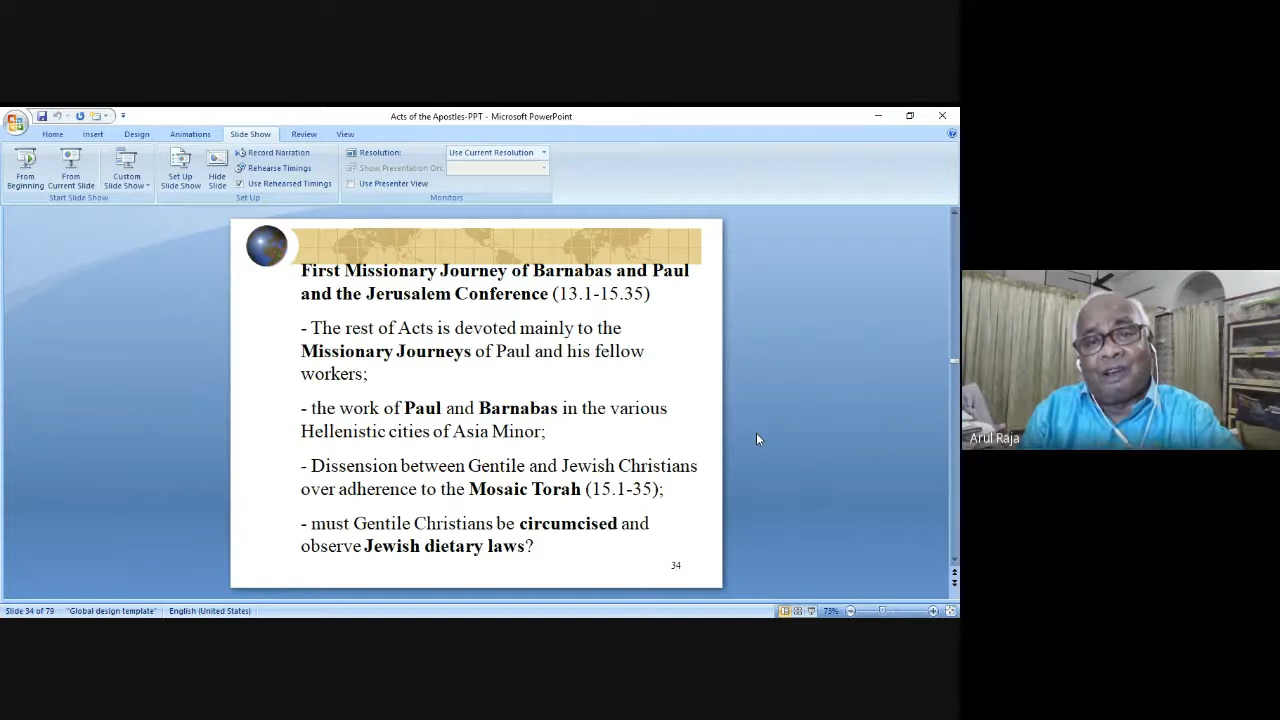 Acts of the Apostles-PPT - Microsoft PowerPoint
Home Insert Design Animations Slide Show Review View
From Beginning
From Current Slide
Custom Slide Show
Start Slide Show
Set Up Slide Show
Hide Slide
Record Narration
Rehearse Timings
Use Rehearsed Timings
Set Up
Resolution: Use Current Resolution
Show Presentation On:
Use Presenter View
Monitors
First Missionary Journey of Barnabas and Paul
and the Jerusalem Conference (13.1-15.35)
- The rest of Acts is devoted mainly to the
Missionary Journeys of Paul and his fellow
workers;
- the work of Paul and Barnabas in the various
Hellenistic cities of Asia Minor;
- Dissension between Gentile and Jewish Christians
over adherence to the Mosaic Torah (15.1-35);
- must Gentile Christians be circumcised and
observe Jewish dietary laws?
34
Arul Raja
Slide 34 of 79 "Global design template" English (United States) 73%